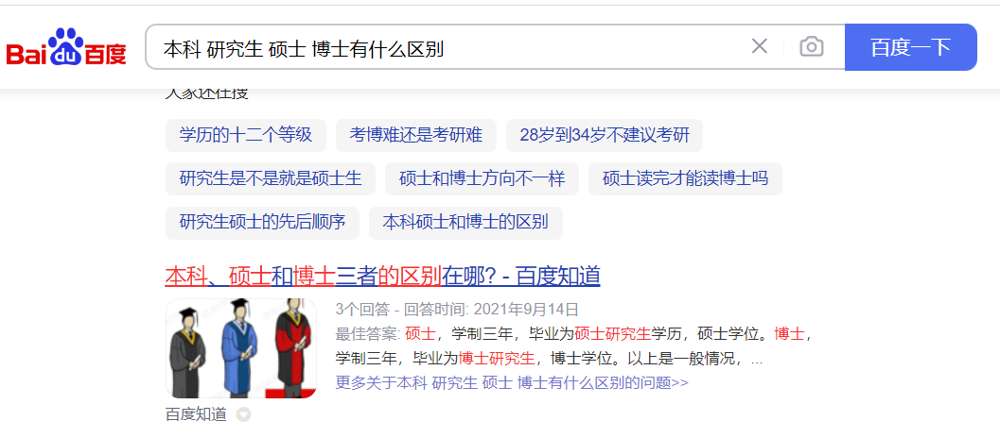 Bai du 百度
本科 研究生 硕士 博士有什么区别
百度一下
大家还在搜
学历的十二个等级 考博难还是考研难 28岁到34岁不建议考研
研究生是不是就是硕士生 硕士和博士方向不一样 硕士读完才能读博士吗
研究生硕士的先后顺序 本科硕士和博士的区别
本科、硕士和博士三者的区别在哪? - 百度知道
3个回答 - 回答时间: 2021年9月14日
最佳答案: 硕士，学制三年，毕业为硕士研究生学历，硕士学位。博士，
学制三年，毕业为博士研究生，博士学位。以上是一般情况，...
更多关于本科 研究生 硕士 博士有什么区别的问题>>
百度知道